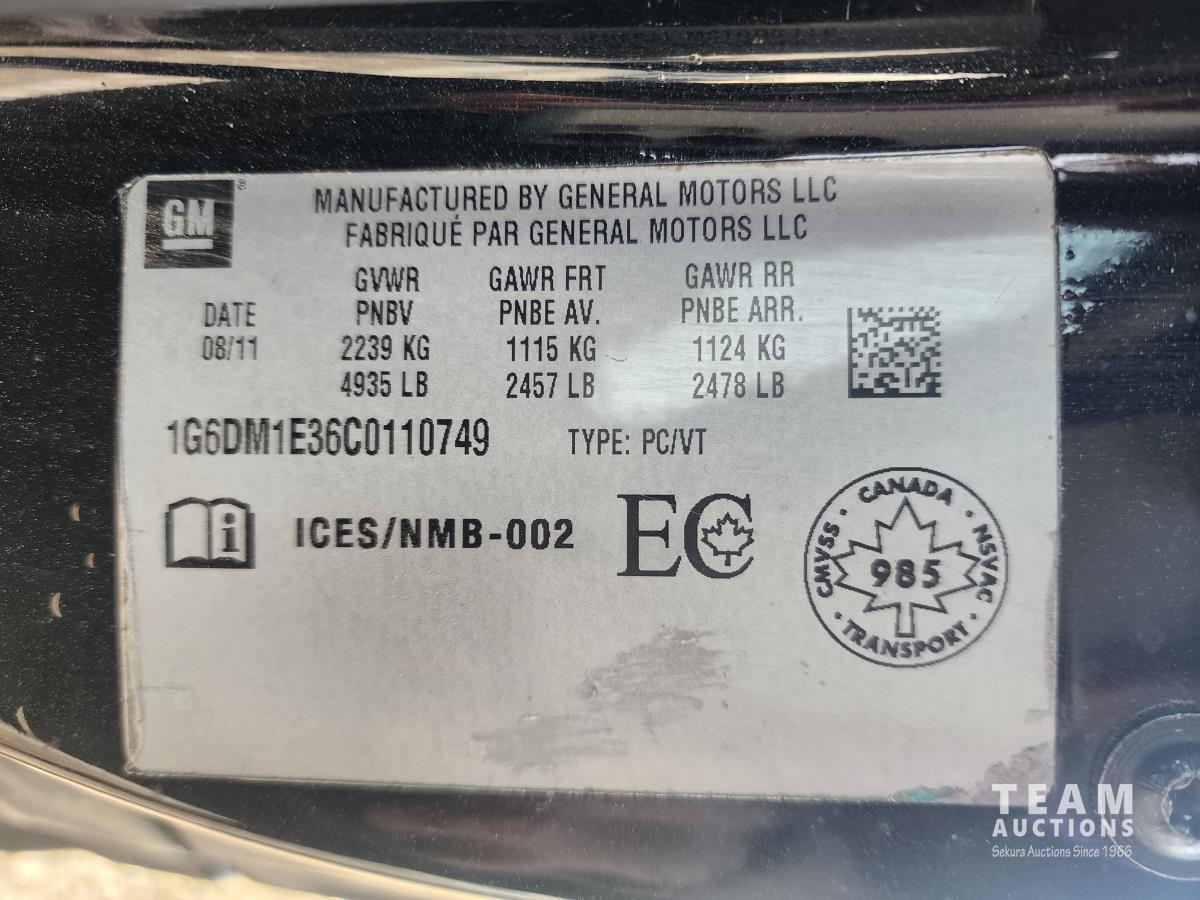 GM
MANUFACTURED BY GENERAL MOTORS LLC
FABRIQUÉ PAR GENERAL MOTORS LLC
GVWR GAWR FRT GAWR RR
DATE PNBV PNBE AV. PNBE ARR.
08/11 2239 KG 1115 KG 1124 KG
4935 LB 2457 LB 2478 LB
1G6DM1E36C0110749 TYPE: PC/VT
i ICES/NMB-002 EC
CANADA
CMVSS · 985 · NSVAC
· TRANSPORT ·
TEAM
AUCTIONS
Sekura Auctions Since 1966